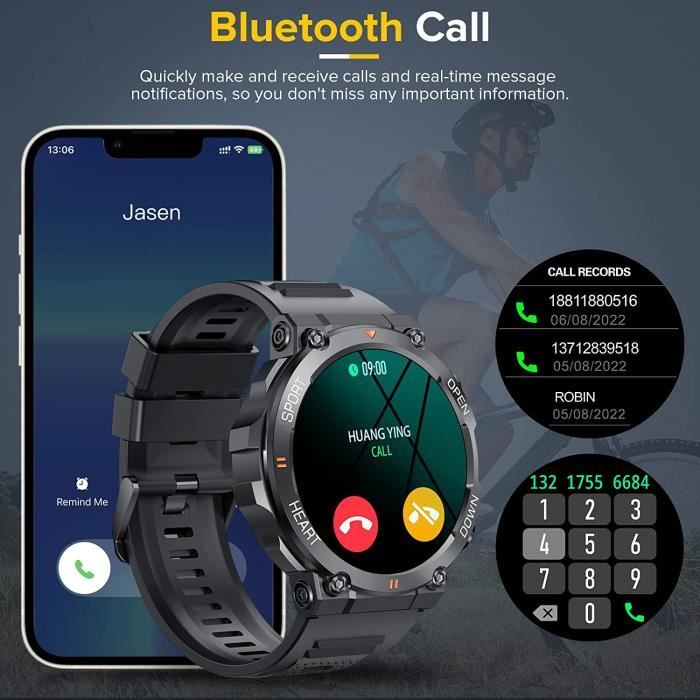 Bluetooth Call
Quickly make and receive calls and real-time message
notifications, so you don't miss any important information.
13:06
Jasen
Remind Me
SPORT
OPEN
HEART
DOWN
09:00
HUANG YING
CALL
CALL RECORDS
18811880516
06/08/2022
13712839518
05/08/2022
ROBIN
05/08/2022
132 1755 6684
1 2 3
4 5 6
7 8 9
0